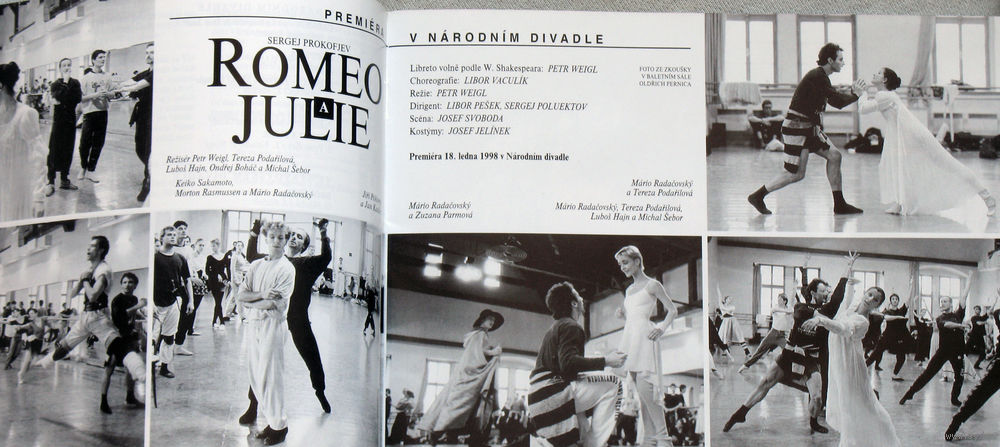 PREMIÉRA
SERGEJ PROKOFJEV
ROMEO
A
JULIE
Režisér Petr Weigl, Tereza Podařilová,
Luboš Hajn, Ondřej Boháč a Michal Šebor
Keiko Sakamoto,
Morton Rasmussen a Mário Radačovský
Jiří
a Jan
V NÁRODNÍM DIVADLE
Libreto volně podle W. Shakespeara: PETR WEIGL
Choreografie: LIBOR VACULÍK
Režie: PETR WEIGL
Dirigent: LIBOR PEŠEK, SERGEJ POLUEKTOV
Scéna: JOSEF SVOBODA
Kostýmy: JOSEF JELÍNEK
Premiéra 18. ledna 1998 v Národním divadle
FOTO ZE ZKOUŠKY
V BALETNÍM SÁLE
OLDŘICH PERNICA
Mário Radačovský
a Zuzana Parmová
Mário Radačovský
a Tereza Podařilová
Mário Radačovský, Tereza Podařilová,
Luboš Hajn a Michal Šebor
NEDERLANDS